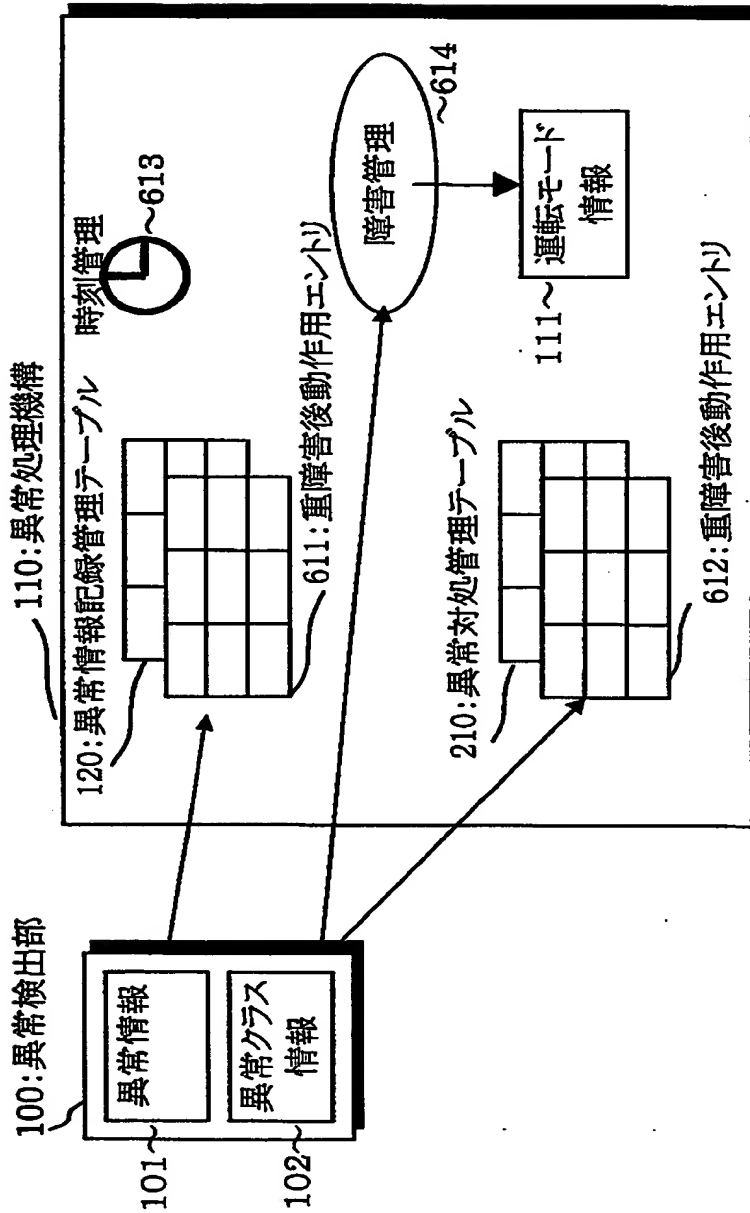 100:異常検出部
異常情報
101
異常クラス
情報
102
110:異常処理機構
120:異常情報記録管理テーブル
611:重障害後動作用エントリ
時刻管理
613
障害管理
614
運転モード
情報
111
210:異常対処管理テーブル
612:重障害後動作用エントリ